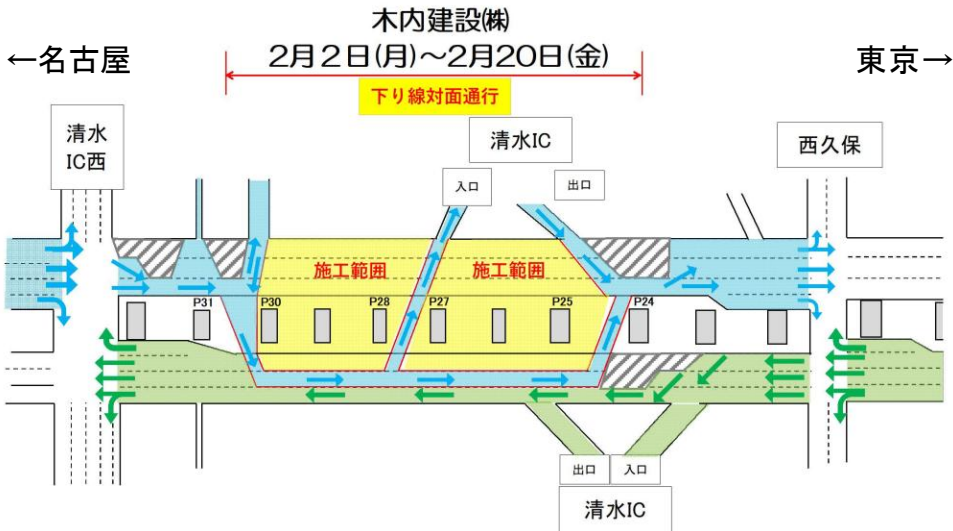 木内建設㈱
←名古屋
2月2日(月)～2月20日(金)
東京→
下り線対面通行
清水
IC西
清水IC
西久保
入口
出口
施工範囲
施工範囲
P31
P30
P28
P27
P25
P24
出口
入口
清水IC